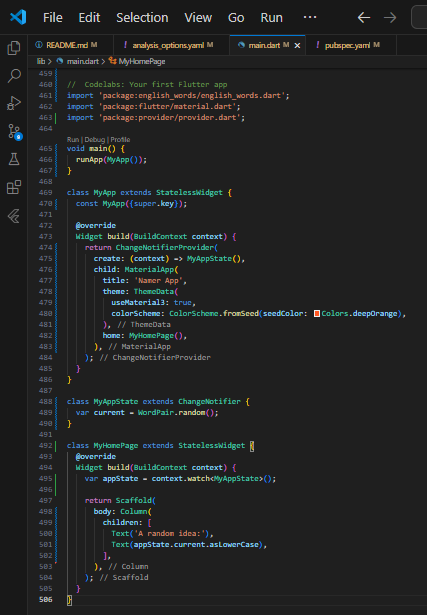 File Edit Selection View Go Run ···
README.md M analysis_options.yaml M main.dart M pubspec.yaml M
lib > main.dart > MyHomePage
459
460 // Codelabs: Your first Flutter app
461 import 'package:english_words/english_words.dart';
462 import 'package:flutter/material.dart';
463 import 'package:provider/provider.dart';
464
Run | Debug | Profile
465 void main() {
466 runApp(MyApp());
467 }
468
469 class MyApp extends StatelessWidget {
470 const MyApp({super.key});
471
472 @override
473 Widget build(BuildContext context) {
474 return ChangeNotifierProvider(
475 create: (context) => MyAppState(),
476 child: MaterialApp(
477 title: 'Namer App',
478 theme: ThemeData(
479 useMaterial3: true,
480 colorScheme: ColorScheme.fromSeed(seedColor: Colors.deepOrange),
481 ), // ThemeData
482 home: MyHomePage(),
483 ), // MaterialApp
484 ); // ChangeNotifierProvider
485 }
486 }
487
488 class MyAppState extends ChangeNotifier {
489 var current = WordPair.random();
490 }
491
492 class MyHomePage extends StatelessWidget {
493 @override
494 Widget build(BuildContext context) {
495 var appState = context.watch<MyAppState>();
496
497 return Scaffold(
498 body: Column(
499 children: [
500 Text('A random idea:'),
501 Text(appState.current.asLowerCase),
502 ],
503 ), // Column
504 ); // Scaffold
505 }
506 }